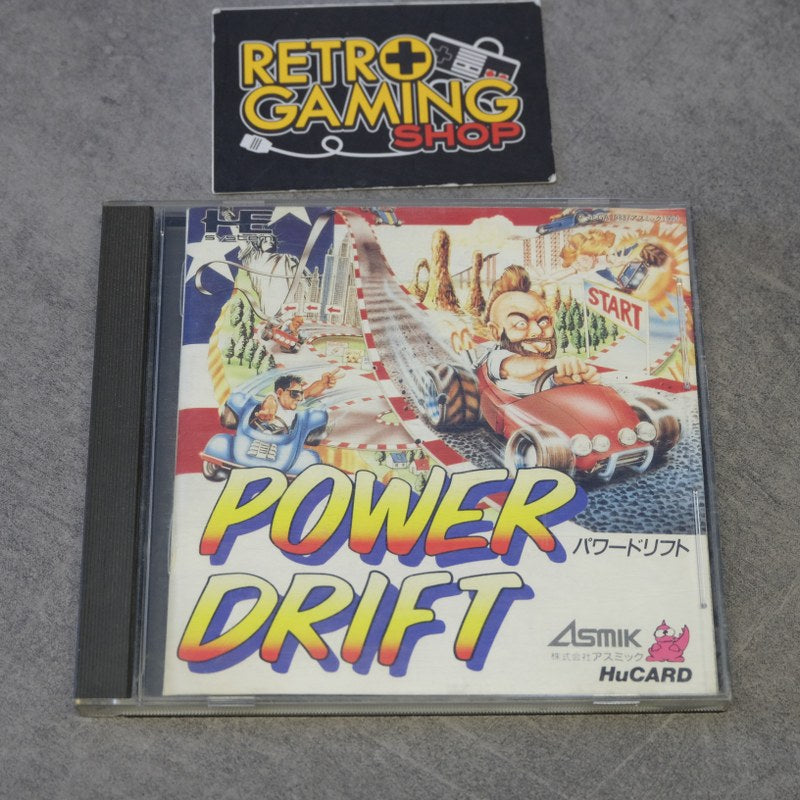 RETRO
GAMING
SHOP
HE
SYSTEM
START
POWER
パワードリフト
DRIFT
ASMIK
株式会社アスミック
HuCARD